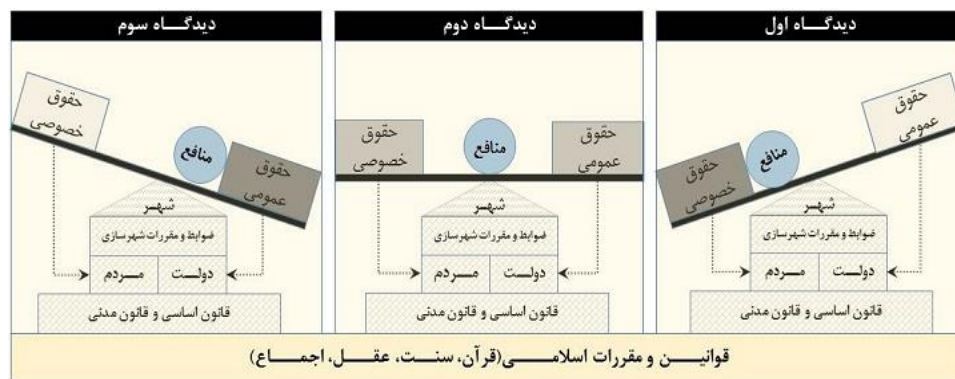 دیدگاه اول
حقوق
عمومی
منافع
حقوق
خصوصی
شهر
ضوابط و مقررات شهرسازی
دولت
مردم
قانون اساسی و قانون مدنی
دیدگاه دوم
حقوق
عمومی
منافع
حقوق
خصوصی
شهر
ضوابط و مقررات شهرسازی
دولت
مردم
قانون اساسی و قانون مدنی
دیدگاه سوم
حقوق
خصوصی
منافع
حقوق
عمومی
شهر
ضوابط و مقررات شهرسازی
دولت
مردم
قانون اساسی و قانون مدنی
قوانین و مقررات اسلامی(قرآن، سنت، عقل، اجماع)